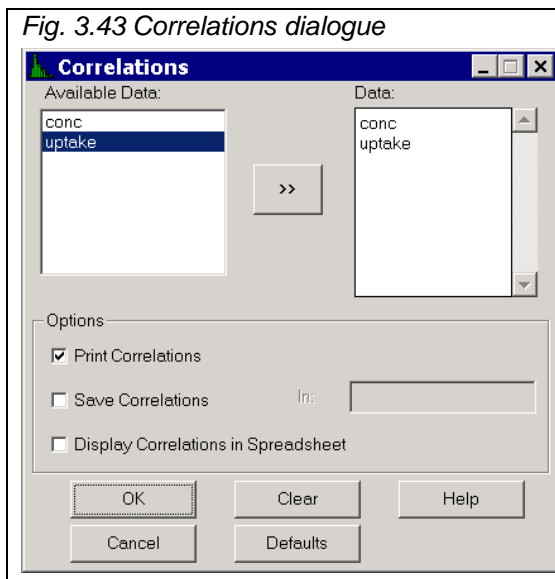 Fig. 3.43 Correlations dialogue
Correlations
Available Data:
Data:
conc
uptake
>>
conc
uptake
Options
Print Correlations
Save Correlations
In:
Display Correlations in Spreadsheet
OK
Clear
Help
Cancel
Defaults